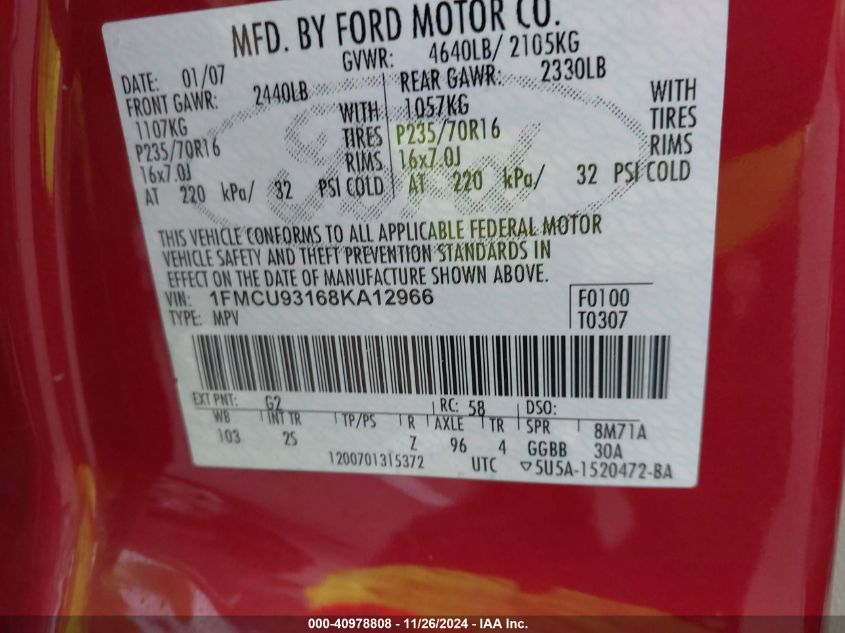 MFD. BY FORD MOTOR CO.
DATE: 01/07 GVWR: 4640LB/ 2105KG
FRONT GAWR: 2440LB REAR GAWR: 2330LB
1107KG WITH 1057KG WITH
P235/70R16 TIRES P235/70R16 TIRES
16x7.0J RIMS 16x7.0J RIMS
AT 220 kPa/ 32 PSI COLD AT 220 kPa/ 32 PSI COLD
THIS VEHICLE CONFORMS TO ALL APPLICABLE FEDERAL MOTOR
VEHICLE SAFETY AND THEFT PREVENTION STANDARDS IN
EFFECT ON THE DATE OF MANUFACTURE SHOWN ABOVE.
VIN: 1FMCU93168KA12966 F0100
TYPE: MPV T0307
EXT PNT: G2 RC: 58 DSO:
WB INT TR TP/PS R AXLE TR SPR 8M71A
103 25 Z 96 4 GGBB 30A
1200701315372 UTC ▽5U5A-1520472-BA
000-40978808 - 11/26/2024 - IAA Inc.